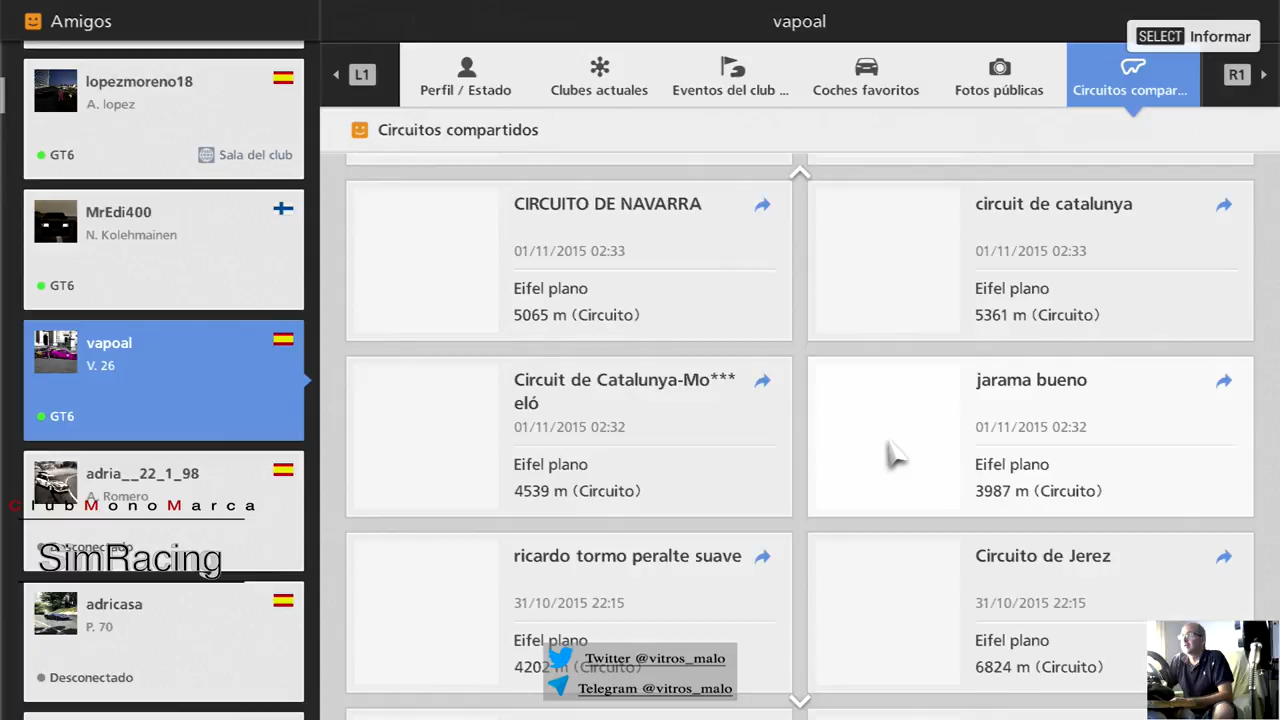 Amigos
vapoal
SELECT Informar
lopezmoreno18
A. lopez
GT6
Sala del club
MrEdi400
N. Kolehmainen
GT6
vapoal
V. 26
GT6
adria__22_1_98
A. Romero
ClubMonoMarca
Desconectado
SimRacing
adricasa
P. 70
Desconectado
L1
Perfil / Estado
Clubes actuales
Eventos del club ...
Coches favoritos
Fotos públicas
Circuitos compar...
R1
Circuitos compartidos
CIRCUITO DE NAVARRA
01/11/2015 02:33
Eifel plano
5065 m (Circuito)
circuit de catalunya
01/11/2015 02:33
Eifel plano
5361 m (Circuito)
Circuit de Catalunya-Mo***
eló
01/11/2015 02:32
Eifel plano
4539 m (Circuito)
jarama bueno
01/11/2015 02:32
Eifel plano
3987 m (Circuito)
ricardo tormo peralte suave
31/10/2015 22:15
Eifel plano
4202 m (Circuito)
Circuito de Jerez
31/10/2015 22:15
Eifel plano
6824 m (Circuito)
Twitter @vitros_malo
Telegram @vitros_malo